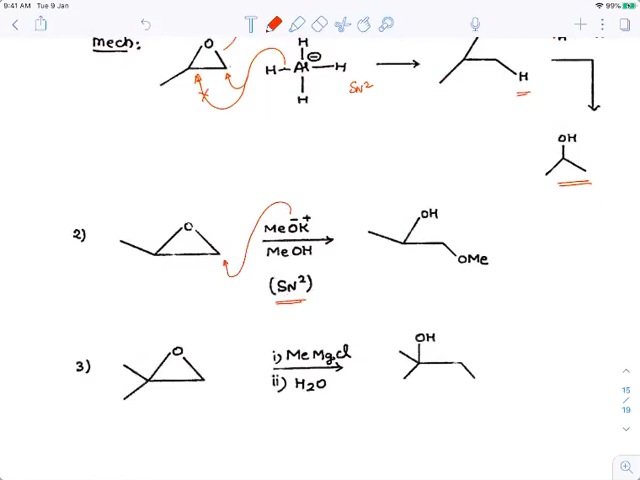 9:41 AM Tue 9 Jan
99%
Mech:
O
H
H-Al-H
⊖
H
SN²
H
OH
2)
O
MeO⁻K⁺
MeOH
(SN²)
OH
OMe
3)
O
i) MeMgCl
ii) H2O
OH
15
/
19